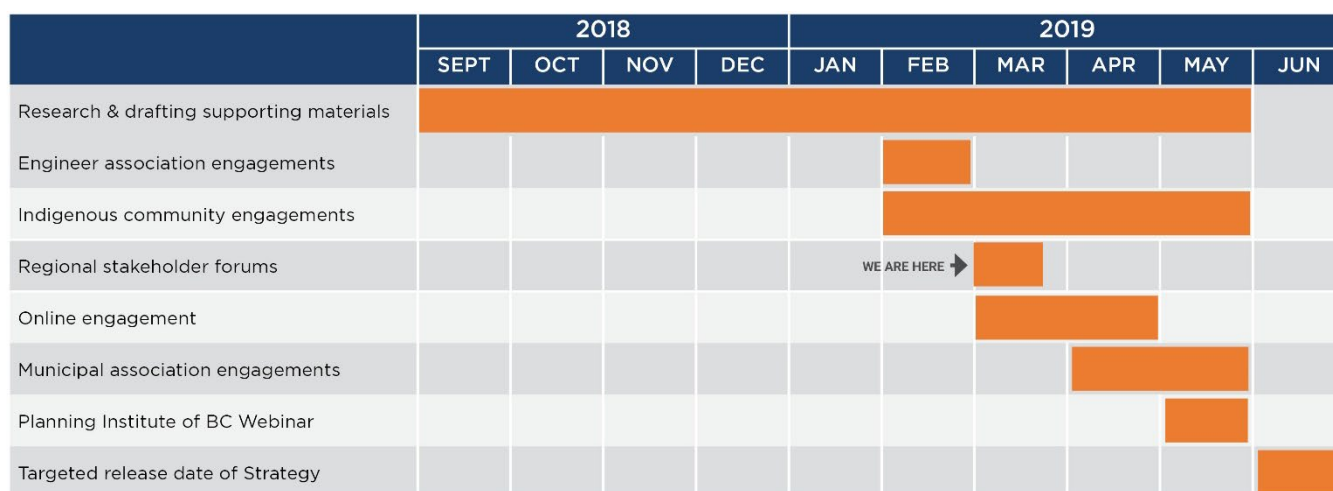 2018 2019
SEPT OCT NOV DEC JAN FEB MAR APR MAY JUN
Research & drafting supporting materials
Engineer association engagements
Indigenous community engagements
Regional stakeholder forums WE ARE HERE
Online engagement
Municipal association engagements
Planning Institute of BC Webinar
Targeted release date of Strategy